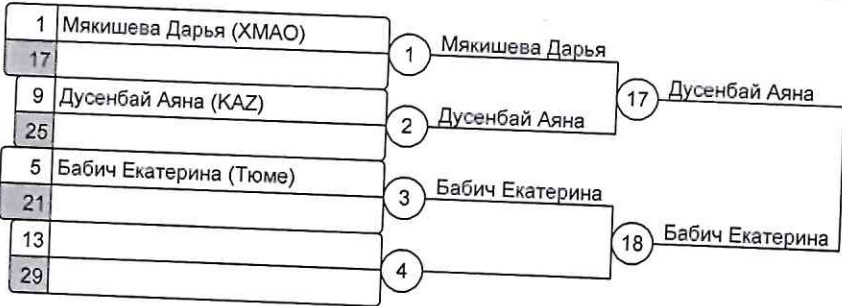 1 Мякишева Дарья (ХМАО)
17
1 Мякишева Дарья
9 Дусенбай Аяна (KAZ)
25
2 Дусенбай Аяна
17 Дусенбай Аяна
5 Бабич Екатерина (Тюме)
21
3 Бабич Екатерина
13
29
4
18 Бабич Екатерина